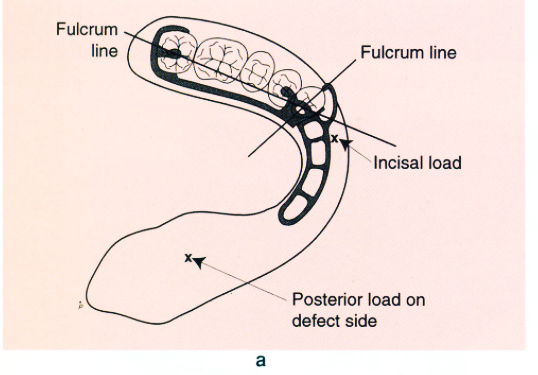 Fulcrum
line
Fulcrum line
x
Incisal load
x
Posterior load on
defect side
a